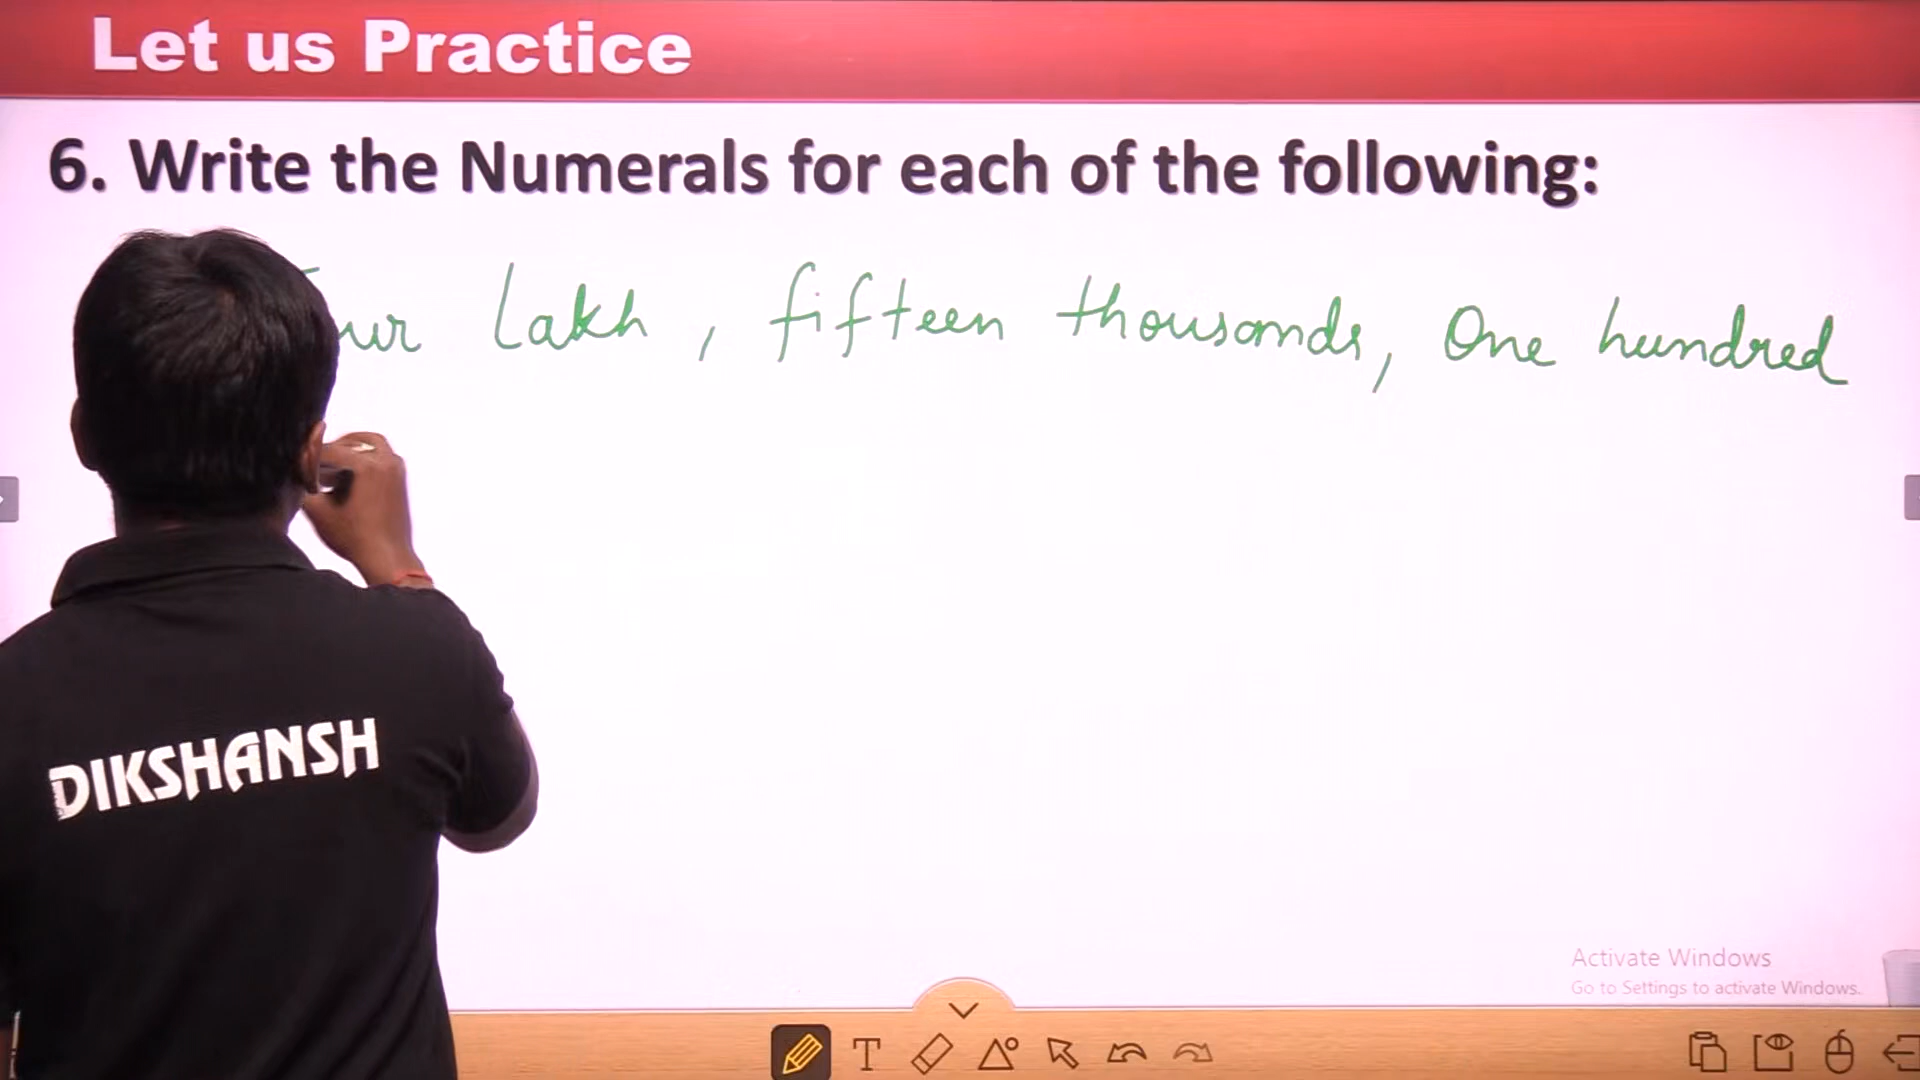 Let us Practice
6. Write the Numerals for each of the following:
Lakh, fifteen thousands, One hundred
DIKSHANSH
Activate Windows
Go to Settings to activate Windows.
T